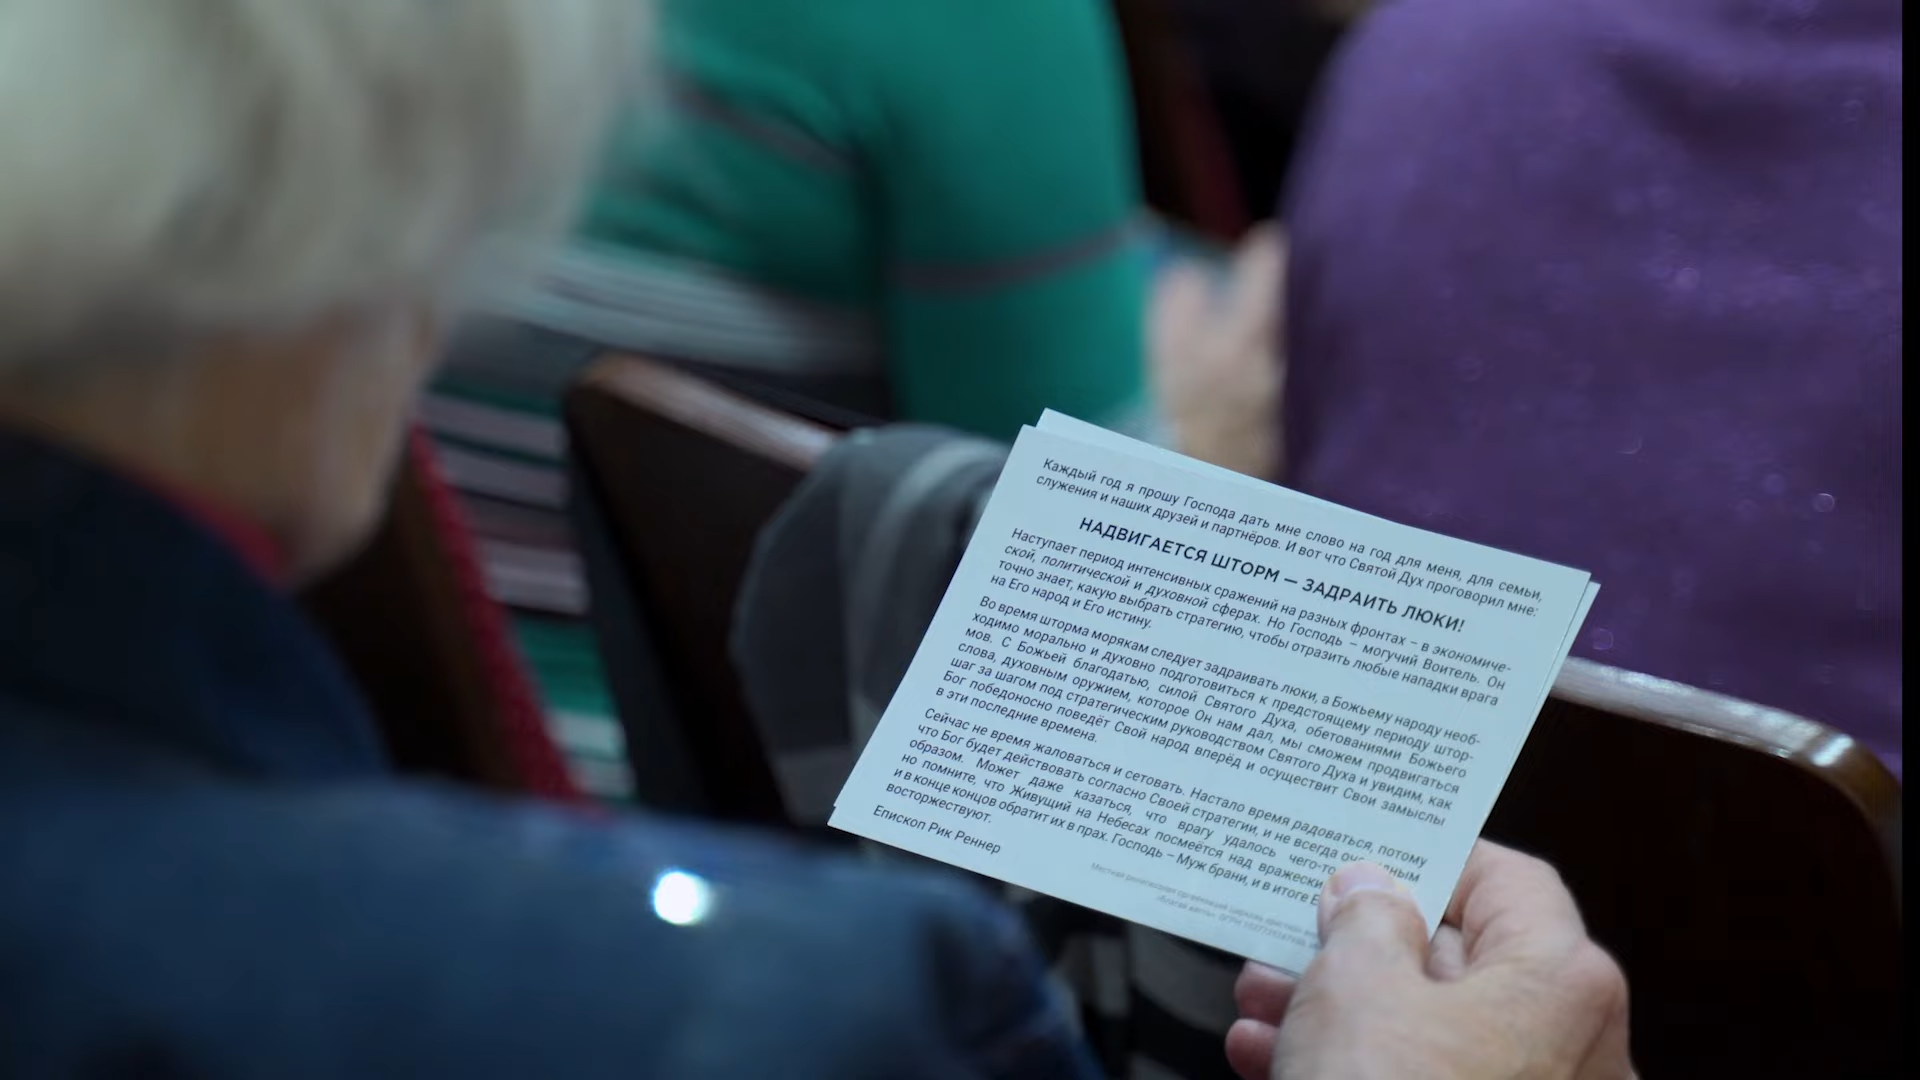 Каждый год я прошу Господа дать мне слово на год для меня, для семьи,
служения и наших друзей и партнёров. И вот что Святой Дух проговорил мне:
НАДВИГАЕТСЯ ШТОРМ — ЗАДРАИТЬ ЛЮКИ!
Наступает период интенсивных сражений на разных фронтах – в экономиче-
ской, политической и духовной сферах. Но Господь – могучий Воитель. Он
точно знает, какую выбрать стратегию, чтобы отразить любые нападки врага
на Его народ и Его истину.
Во время шторма морякам следует задраивать люки, а Божьему народу необ-
ходимо морально и духовно подготовиться к предстоящему периоду штор-
мов. С Божьей благодатью, силой Святого Духа, обетованиями Божьего
слова, духовным оружием, которое Он нам дал, мы сможем продвигаться
шаг за шагом под стратегическим руководством Святого Духа и увидим, как
Бог победоносно поведёт Свой народ вперёд и осуществит Свои замыслы
в эти последние времена.
Сейчас не время жаловаться и сетовать. Настало время радоваться, потому
что Бог будет действовать согласно Своей стратегии, и не всегда
образом. Может даже казаться, что врагу удалось чего-то
но помните, что Живущий на Небесах посмеётся над
и в конце концов обратит их в прах. Господь – Муж брани, и в итоге
восторжествуют.
Епископ Рик Реннер
Местная религиозная организация церковь